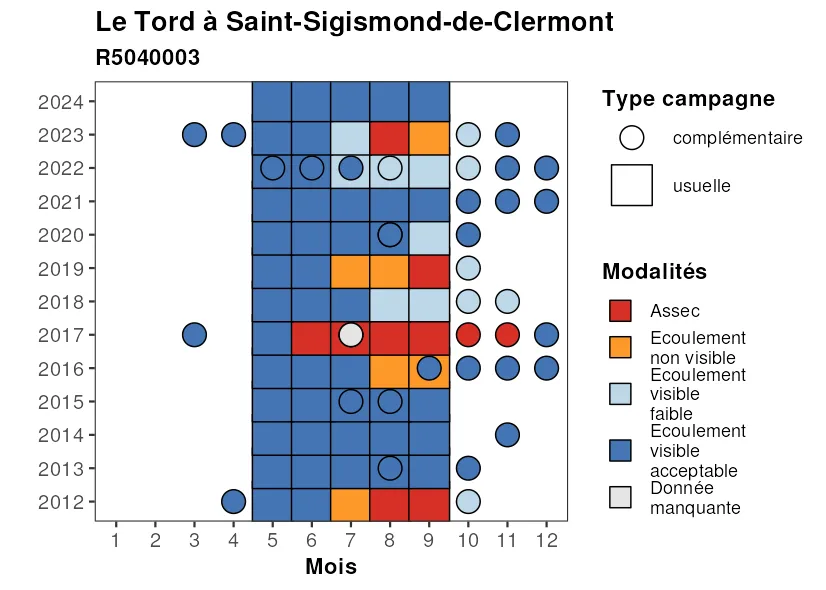 Le Tord à Saint-Sigismond-de-Clermont
R5040003
2024
2023
2022
2021
2020
2019
2018
2017
2016
2015
2014
2013
2012
1 2 3 4 5 6 7 8 9 10 11 12
Mois
Type campagne
complémentaire
usuelle
Modalités
Assec
Ecoulement
non visible
Ecoulement
visible
faible
Ecoulement
visible
acceptable
Donnée
manquante